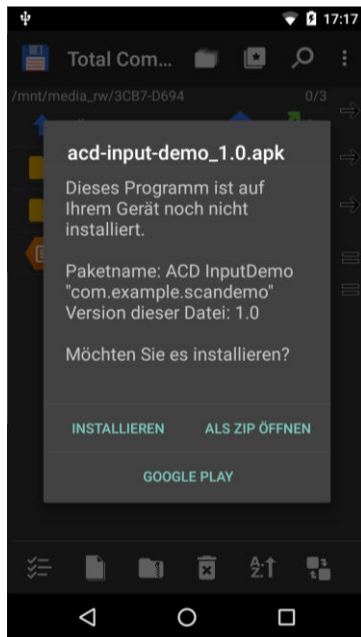 17:17
Total Com...
/mnt/media_rw/3CB7-D694 0/3
acd-input-demo_1.0.apk
Dieses Programm ist auf
Ihrem Gerät noch nicht
installiert.
Paketname: ACD InputDemo
"com.example.scandemo"
Version dieser Datei: 1.0
Möchten Sie es installieren?
INSTALLIEREN ALS ZIP ÖFFNEN
GOOGLE PLAY